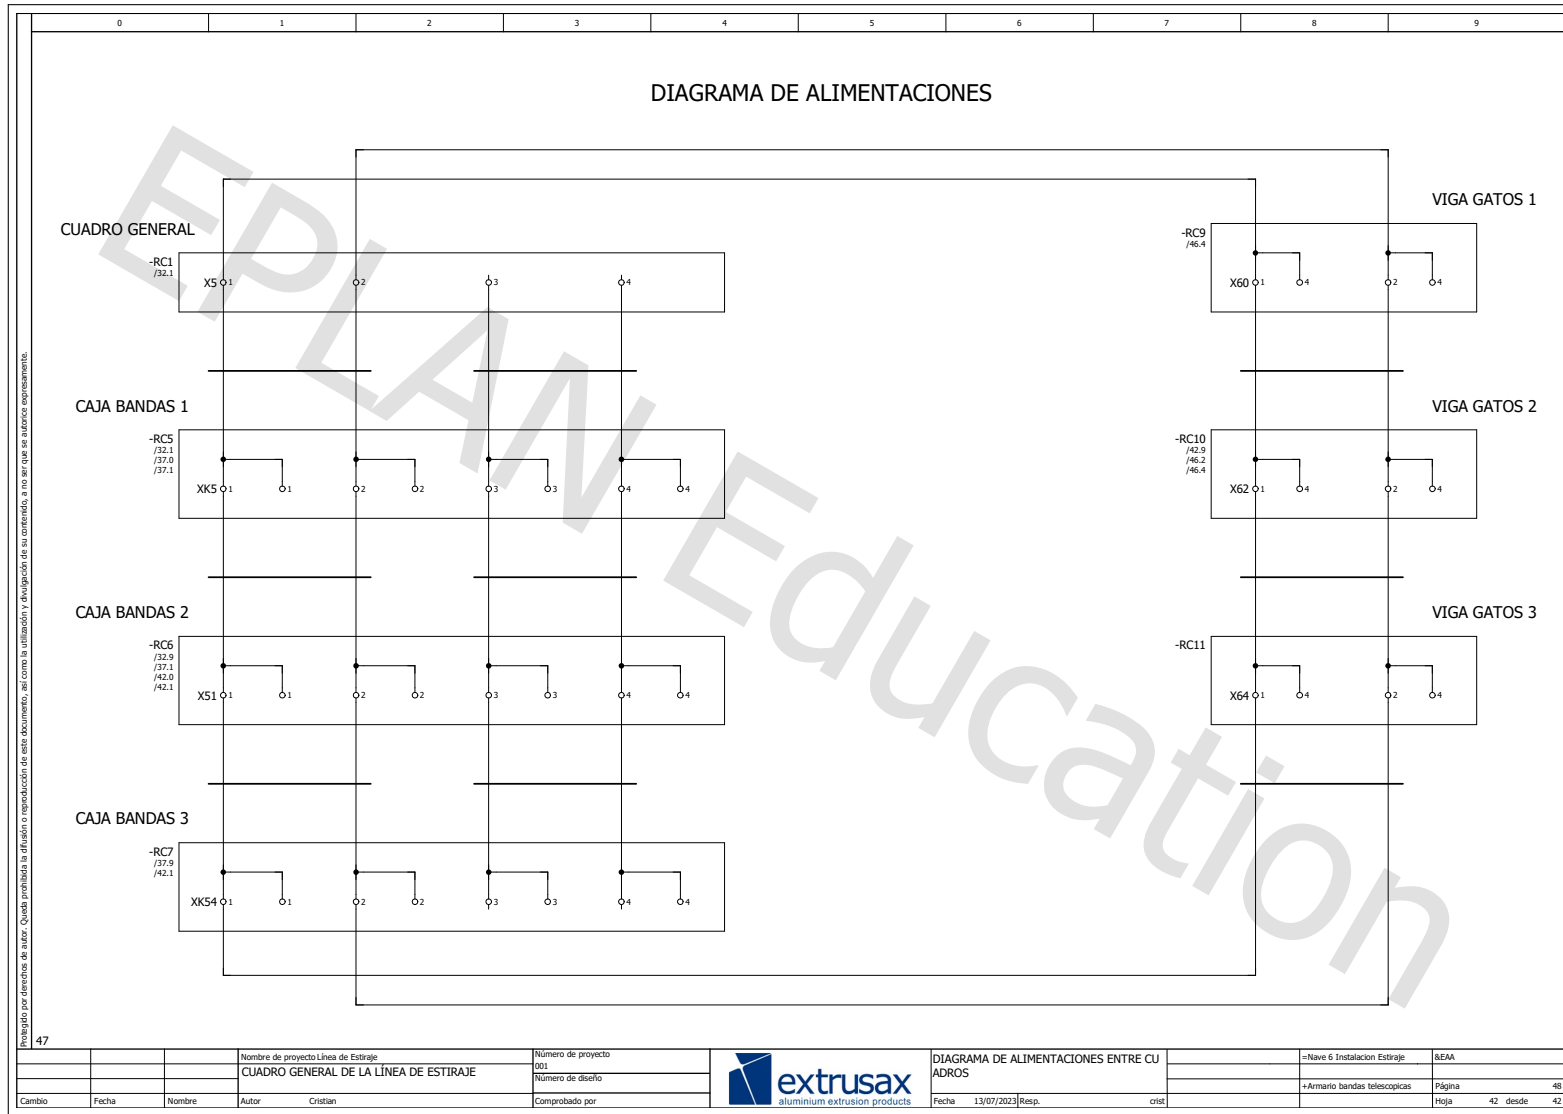 0 1 2 3 4 5 6 7 8 9
DIAGRAMA DE ALIMENTACIONES
EPLAN Education
CUADRO GENERAL
-RC1
/32.1
X5 1 2 3 4
CAJA BANDAS 1
-RC5
/32.1
/37.0
/37.1
XK5 1 1 2 2 3 3 4 4
CAJA BANDAS 2
-RC6
/32.9
/37.1
/42.0
/42.1
X51 1 1 2 2 3 3 4 4
CAJA BANDAS 3
-RC7
/37.9
/42.1
XK54 1 1 2 2 3 3 4 4
VIGA GATOS 1
-RC9
/46.4
X60 1 4 2 4
VIGA GATOS 2
-RC10
/42.9
/46.2
/46.4
X62 1 4 2 4
VIGA GATOS 3
-RC11
X64 1 4 2 4
Protegido por derechos de autor. Queda prohibida la difusión o reproducción de este documento, así como la utilización y divulgación de su contenido, a no ser que se autorice expresamente.
47
Cambio Fecha Nombre
Nombre de proyecto Línea de Estiraje
CUADRO GENERAL DE LA LÍNEA DE ESTIRAJE
Autor Cristian
Número de proyecto
001
Número de diseño
Comprobado por
extrusax
aluminium extrusion products
DIAGRAMA DE ALIMENTACIONES ENTRE CU
ADROS
Fecha 13/07/2023 Resp. crist
=Nave 6 Instalacion Estiraje
+Armario bandas telescopicas
&EAA
Página 48
Hoja 42 desde 42